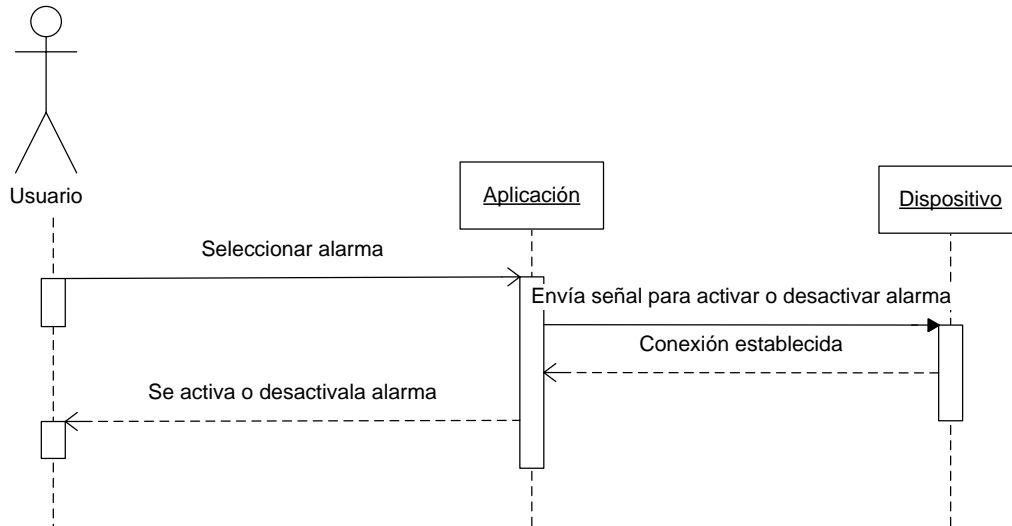 Usuario
Aplicación
Dispositivo
Seleccionar alarma
Envía señal para activar o desactivar alarma
Conexión establecida
Se activa o desactivala alarma